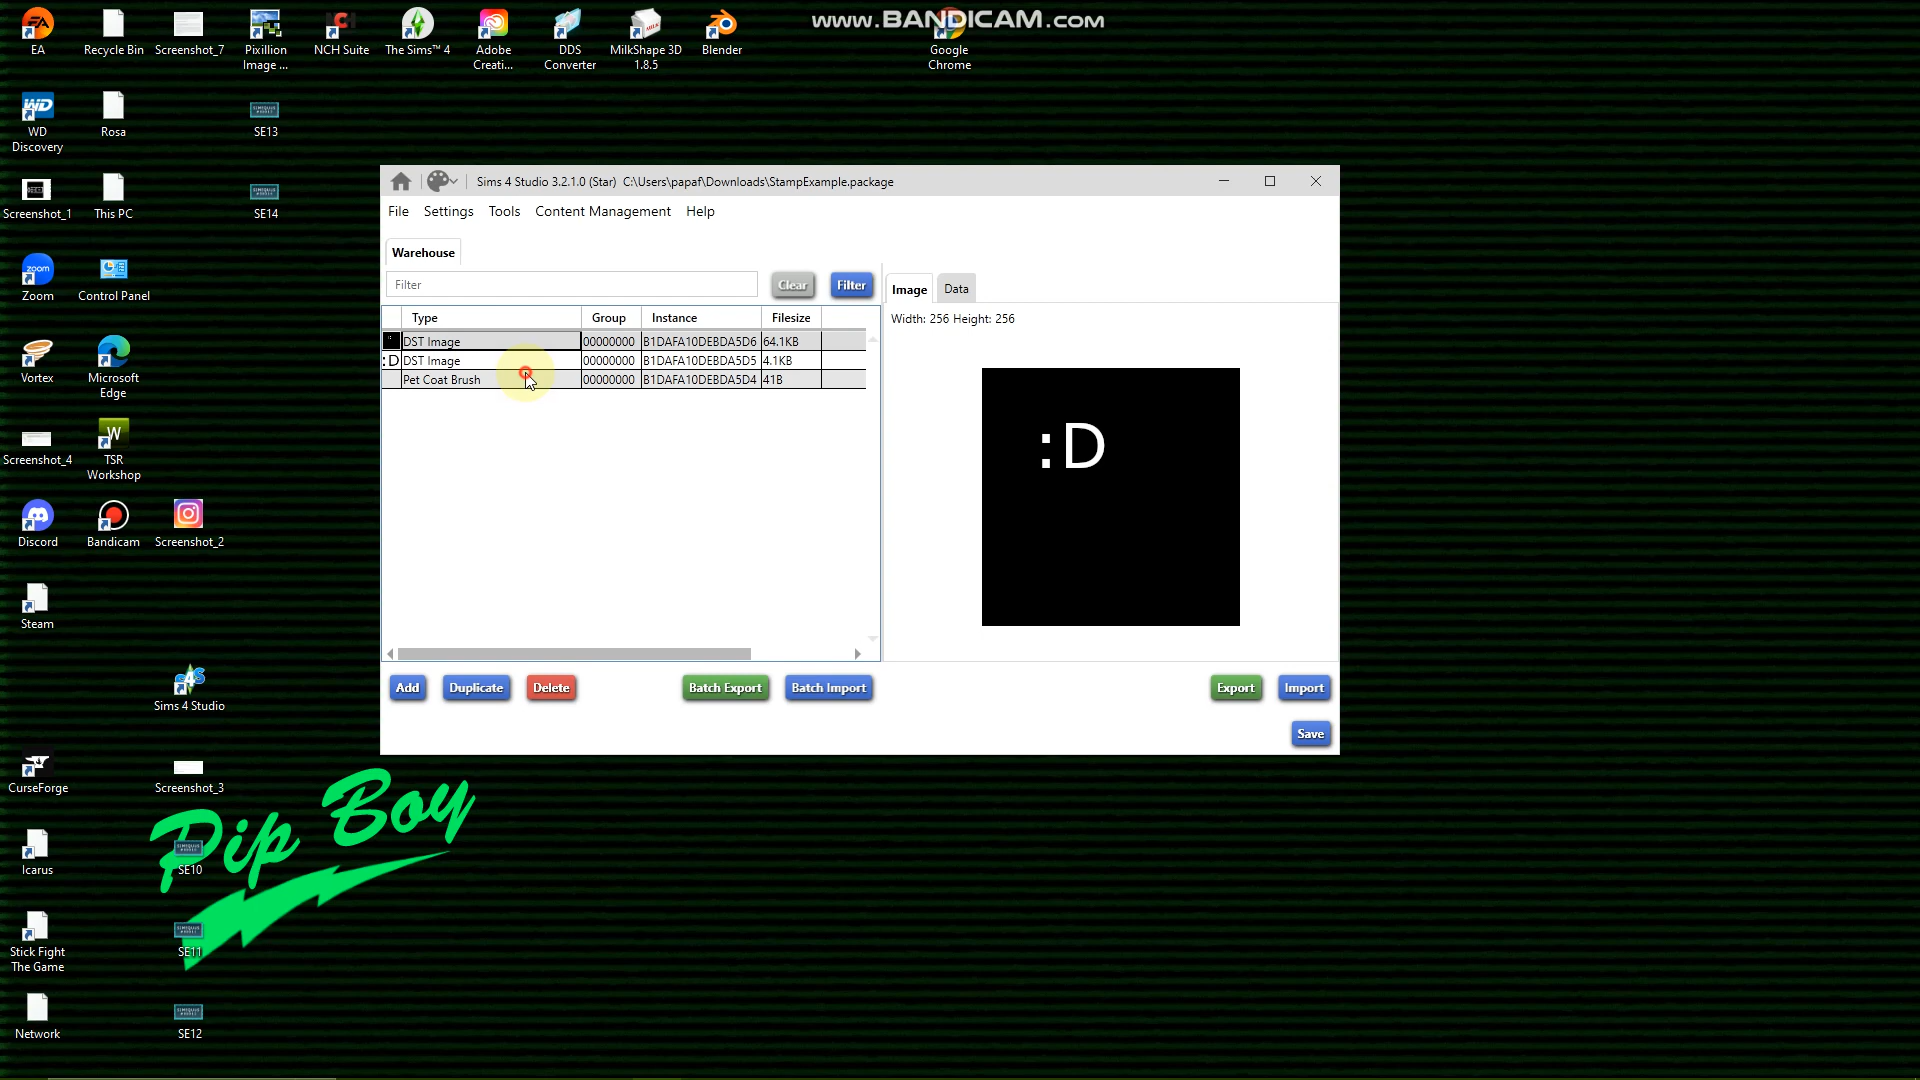 www.BANDICAM.com
EA
Recycle Bin
Screenshot_7
Pixillion
Image ...
NCH Suite
The Sims™ 4
Adobe
Creati...
DDS
Converter
MilkShape 3D
1.8.5
Blender
Google
Chrome
WD
Discovery
Rosa
SE13
Screenshot_1
This PC
SE14
Zoom
Control Panel
Vortex
Microsoft
Edge
Screenshot_4
TSR
Workshop
Discord
Bandicam
Screenshot_2
Steam
Sims 4 Studio
CurseForge
Screenshot_3
Pip Boy
Icarus
SE10
Stick Fight
The Game
SE11
Network
SE12
Sims 4 Studio 3.2.1.0 (Star) C:\Users\papaf\Downloads\StampExample.package
File Settings Tools Content Management Help
Warehouse
Filter Clear Filter
Type Group Instance Filesize
DST Image 00000000 B1DAFA10DEBDA5D6 64.1KB
:D DST Image 00000000 B1DAFA10DEBDA5D5 4.1KB
Pet Coat Brush 00000000 B1DAFA10DEBDA5D4 41B
Image Data
Width: 256 Height: 256
:D
Add Duplicate Delete Batch Export Batch Import Export Import
Save